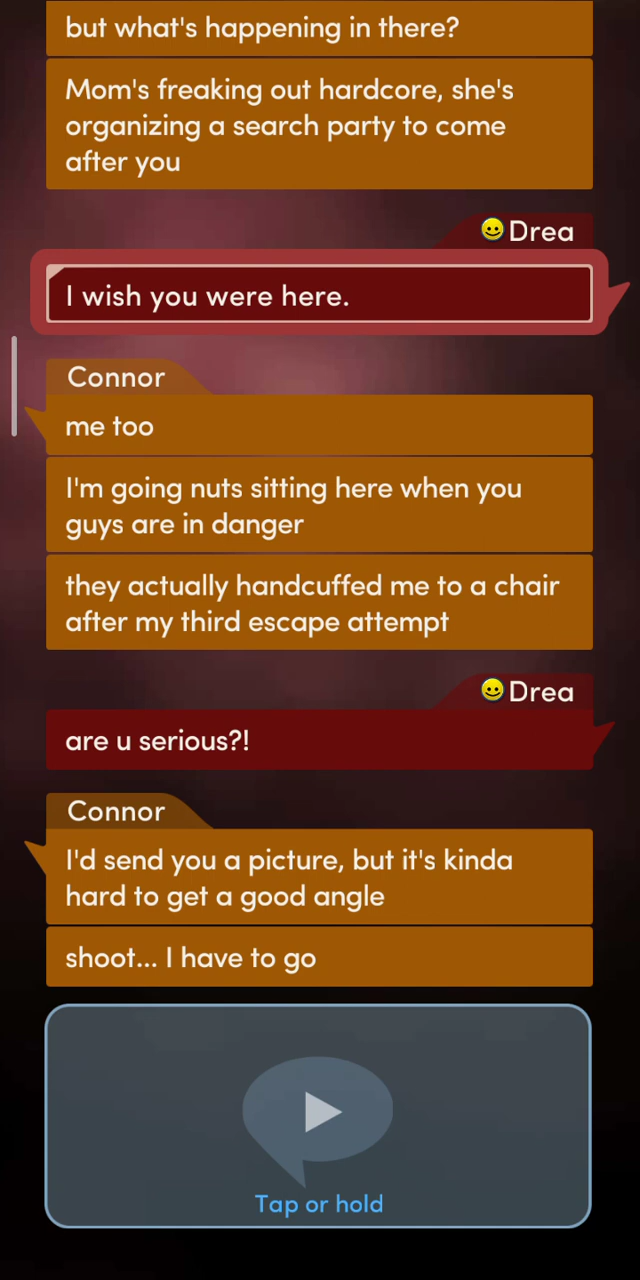 but what's happening in there?
Mom's freaking out hardcore, she's
organizing a search party to come
after you
Drea
I wish you were here.
Connor
me too
I'm going nuts sitting here when you
guys are in danger
they actually handcuffed me to a chair
after my third escape attempt
Drea
are u serious?!
Connor
I'd send you a picture, but it's kinda
hard to get a good angle
shoot... I have to go
Tap or hold